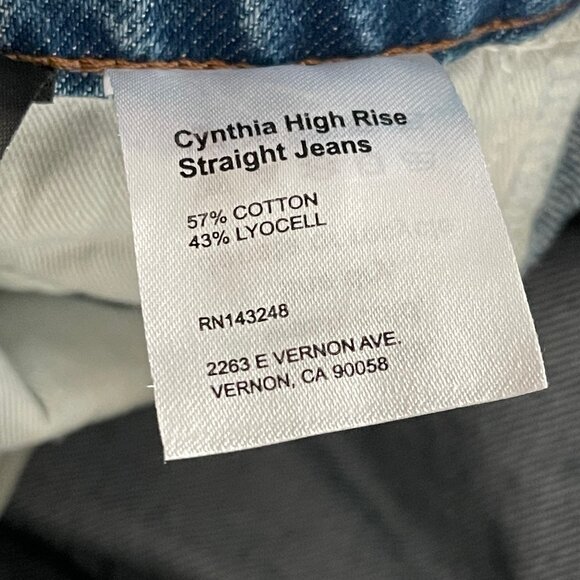 Cynthia High Rise
Straight Jeans
57% COTTON
43% LYOCELL
RN143248
2263 E VERNON AVE.
VERNON, CA 90058